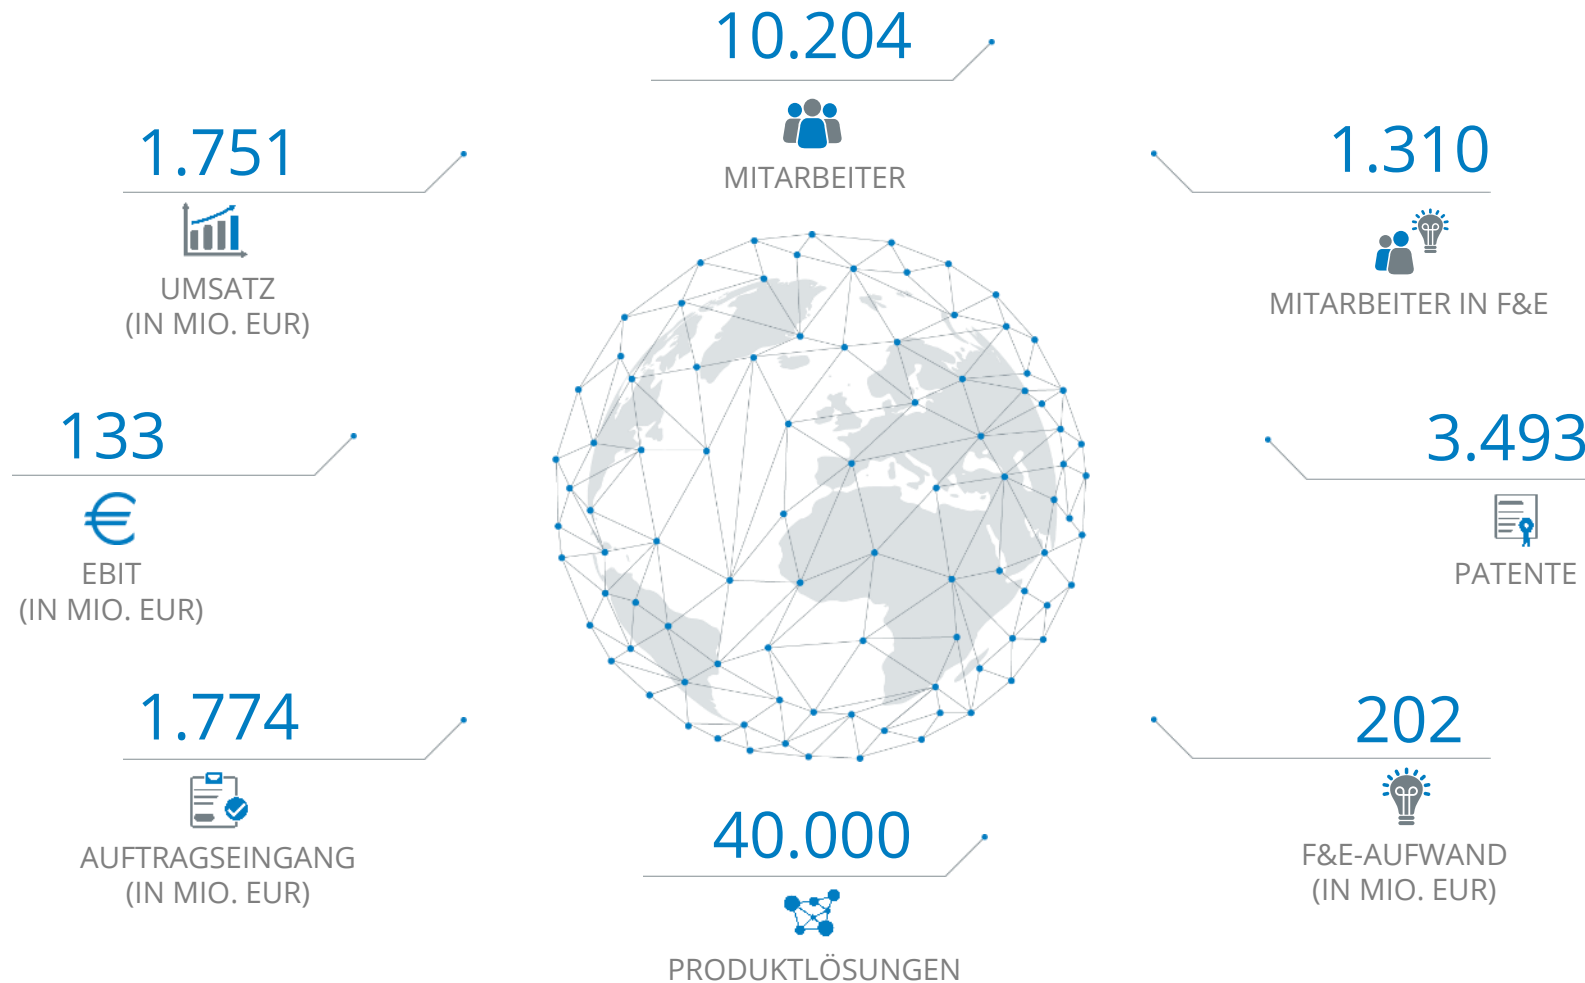 10.204
MITARBEITER
1.751
UMSATZ
(IN MIO. EUR)
1.310
MITARBEITER IN F&E
133
EBIT
(IN MIO. EUR)
3.493
PATENTE
1.774
AUFTRAGSEINGANG
(IN MIO. EUR)
202
F&E-AUFWAND
(IN MIO. EUR)
40.000
PRODUKTLÖSUNGEN